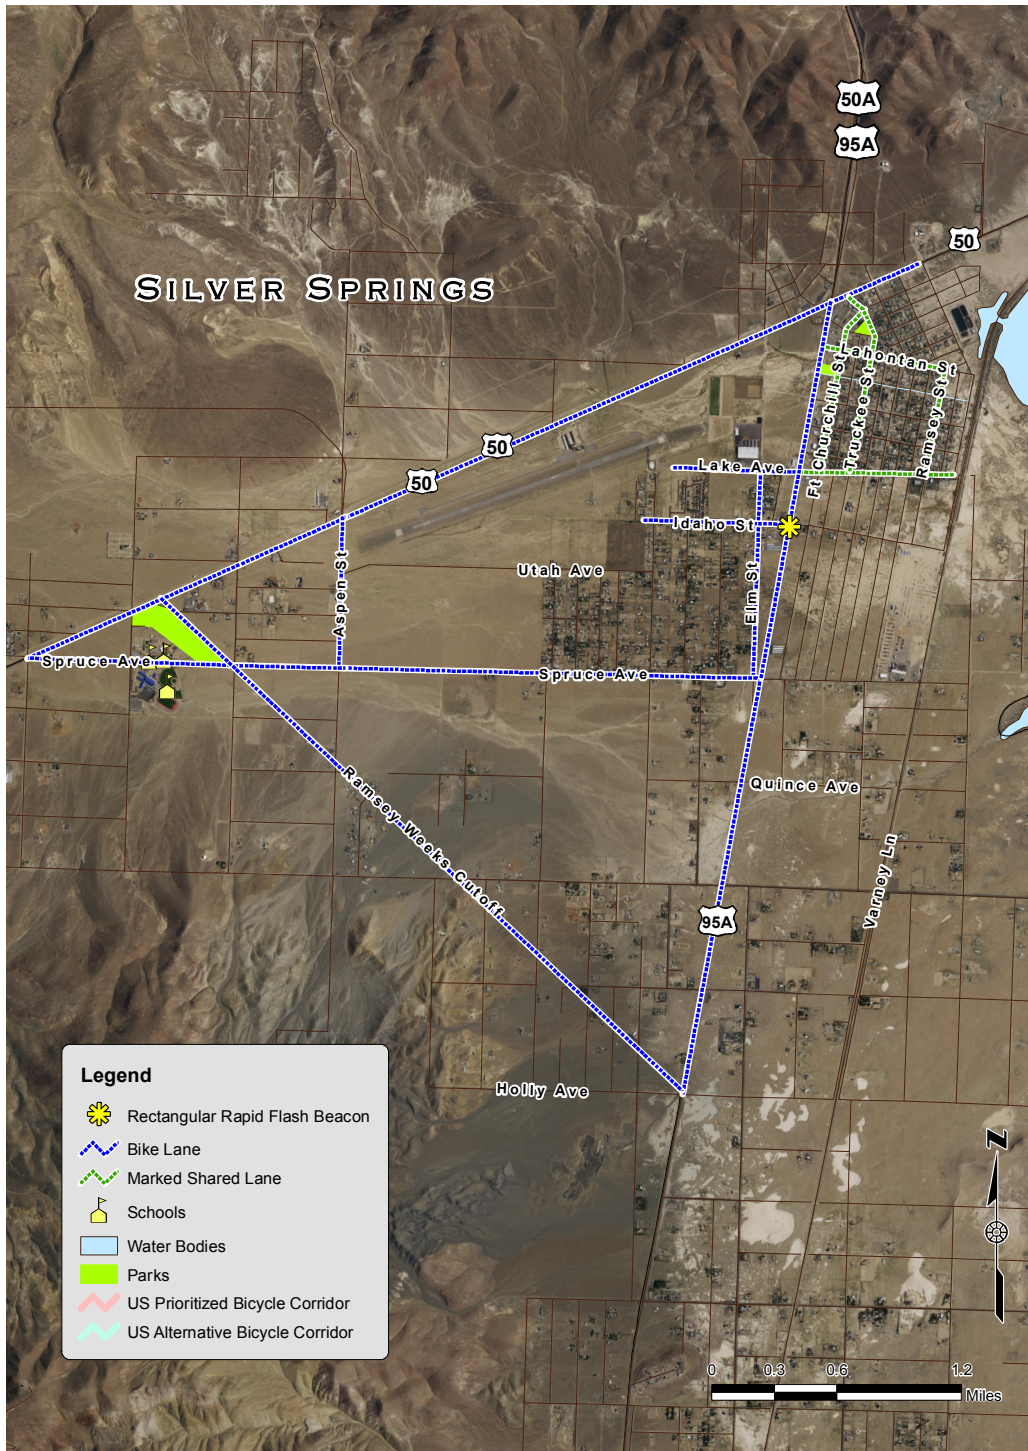 50A
95A
50
SILVER SPRINGS
Lahontan St
Ft Churchill St
Truckee St
Ramsey St
50
50
Lake Ave
Idaho St
Utah Ave
Aspen St
Elm St
Spruce Ave
Spruce Ave
Quince Ave
Ramsey Weeks Cutoff
Varney Ln
95A
Holly Ave
Legend
Rectangular Rapid Flash Beacon
Bike Lane
Marked Shared Lane
Schools
Water Bodies
Parks
US Prioritized Bicycle Corridor
US Alternative Bicycle Corridor
N
0 0.3 0.6 1.2
Miles